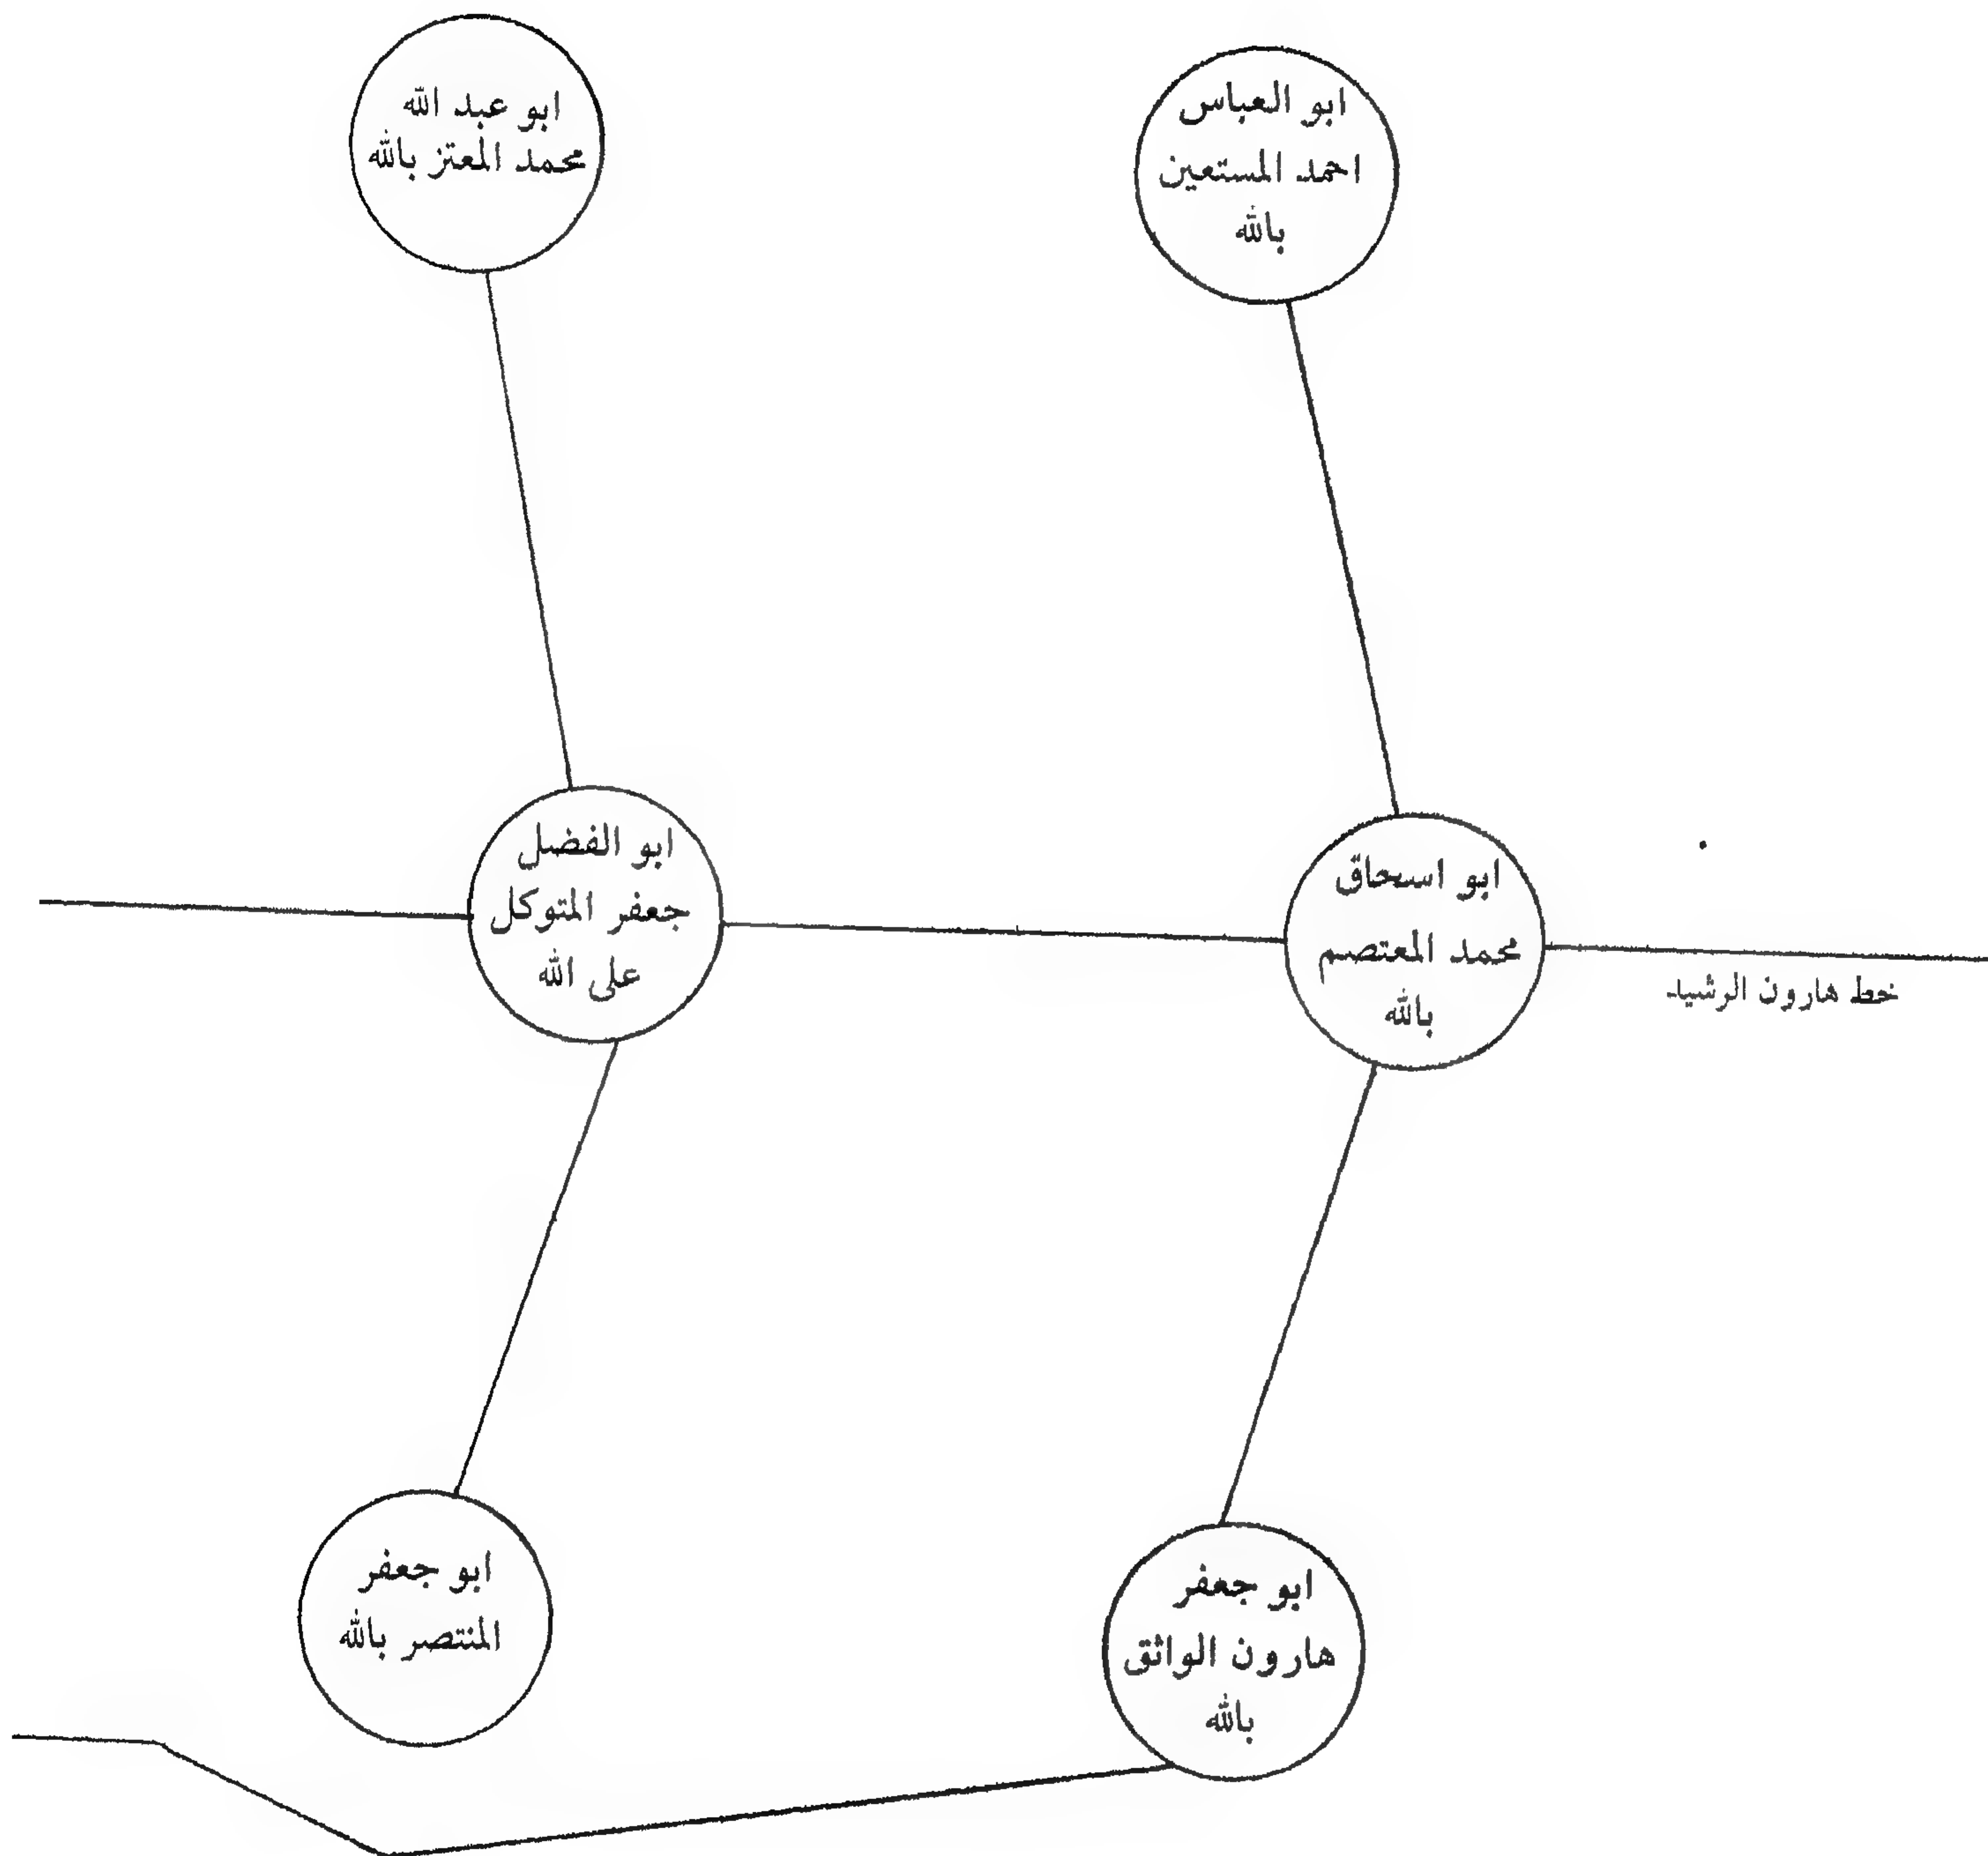 ابو العباس
احمد المستعين
بالله
ابو عبد الله
محمد المعتز بالله
خط هارون الرشيد
ابو اسحاق
محمد المعتصم
بالله
ابو الفضل
جعفر المتوكل
على الله
ابو جعفر
هارون الواثق
بالله
ابو جعفر
المنتصر بالله